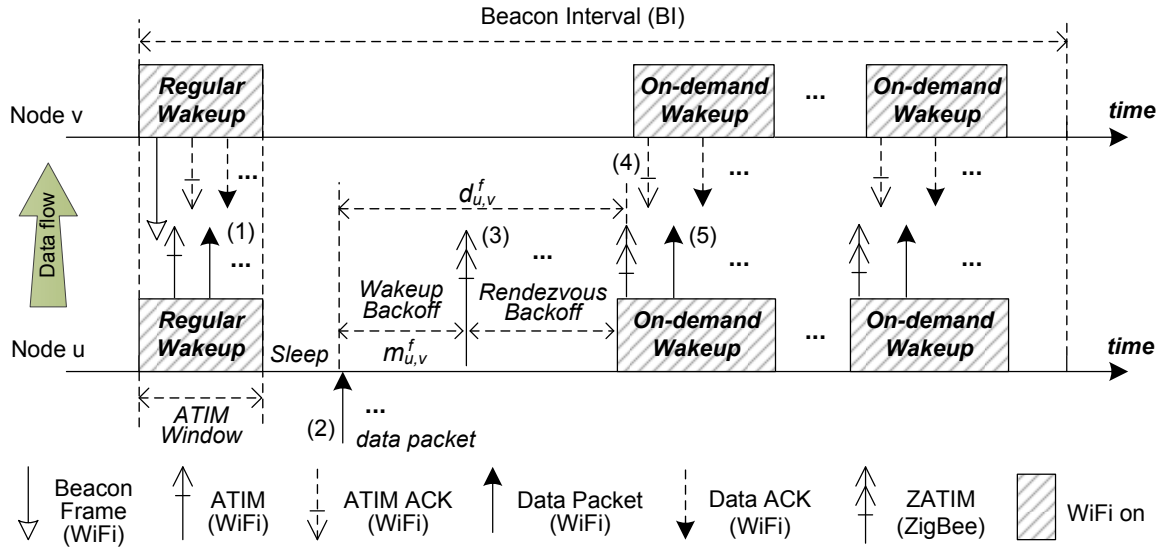 Beacon Interval (BI)
Regular
Wakeup
On-demand
Wakeup
...
On-demand
Wakeup
Node v
time
(4)
...
...
...
d^f_{u,v}
(1)
(3)
(5)
Data flow
...
...
...
...
Wakeup
Backoff
Rendezvous
Backoff
Regular
Wakeup
On-demand
Wakeup
...
On-demand
Wakeup
Node u
Sleep
m^f_{u,v}
time
ATIM
Window
(2)
...
data packet
Beacon
Frame
(WiFi)
ATIM
(WiFi)
ATIM ACK
(WiFi)
Data Packet
(WiFi)
Data ACK
(WiFi)
ZATIM
(ZigBee)
WiFi on